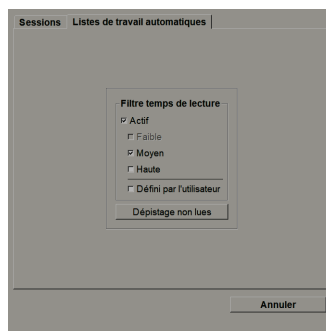 Sessions Listes de travail automatiques
Filtre temps de lecture
Actif
Faible
Moyen
Haute
Défini par l'utilisateur
Dépistage non lues
Annuler